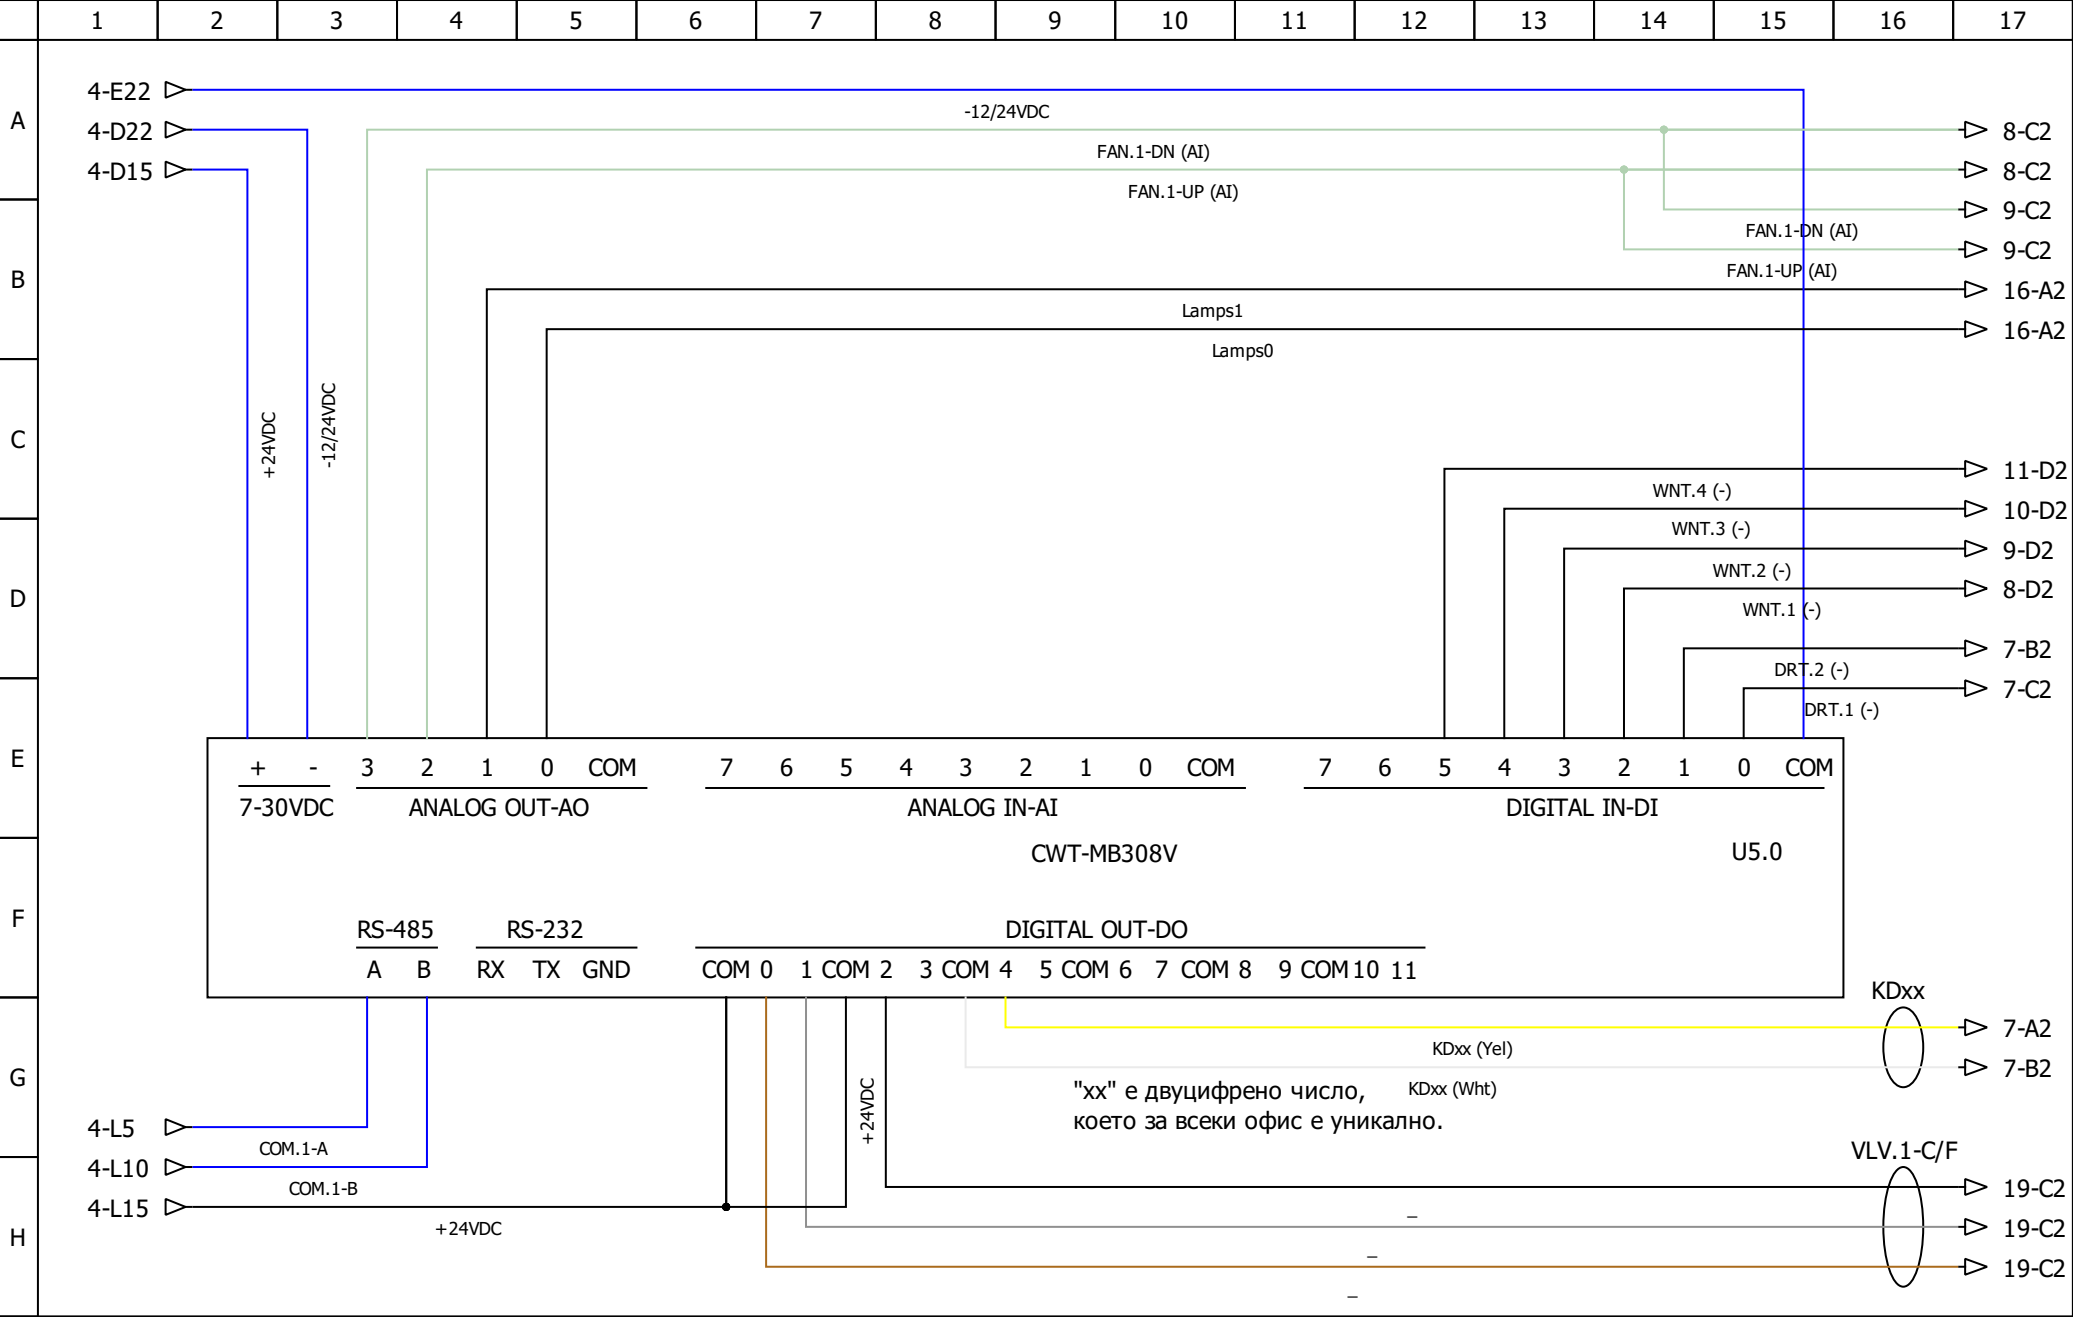 1 2 3 4 5 6 7 8 9 10 11 12 13 14 15 16 17
A
4-E22
-12/24VDC
4-D22
8-C2
FAN.1-DN (AI)
4-D15
8-C2
FAN.1-UP (AI)
9-C2
FAN.1-DN (AI)
9-C2
B
FAN.1-UP (AI)
16-A2
Lamps1
16-A2
Lamps0
C
+24VDC
-12/24VDC
11-D2
WNT.4 (-)
10-D2
WNT.3 (-)
9-D2
WNT.2 (-)
D
8-D2
WNT.1 (-)
7-B2
DRT.2 (-)
7-C2
DRT.1 (-)
E
+ - 3 2 1 0 COM 7 6 5 4 3 2 1 0 COM 7 6 5 4 3 2 1 0 COM
7-30VDC ANALOG OUT-AO ANALOG IN-AI DIGITAL IN-DI
CWT-MB308V U5.0
F
RS-485 RS-232 DIGITAL OUT-DO
A B RX TX GND COM 0 1 COM 2 3 COM 4 5 COM 6 7 COM 8 9 COM 10 11
KDxx
7-A2
KDxx (Yel)
G
7-B2
KDxx (Wht)
"xx" е двуцифрено число,
което за всеки офис е уникално.
+24VDC
4-L5
COM.1-A
VLV.1-C/F
4-L10
COM.1-B
19-C2
4-L15
+24VDC
_
19-C2
H
_
19-C2
_